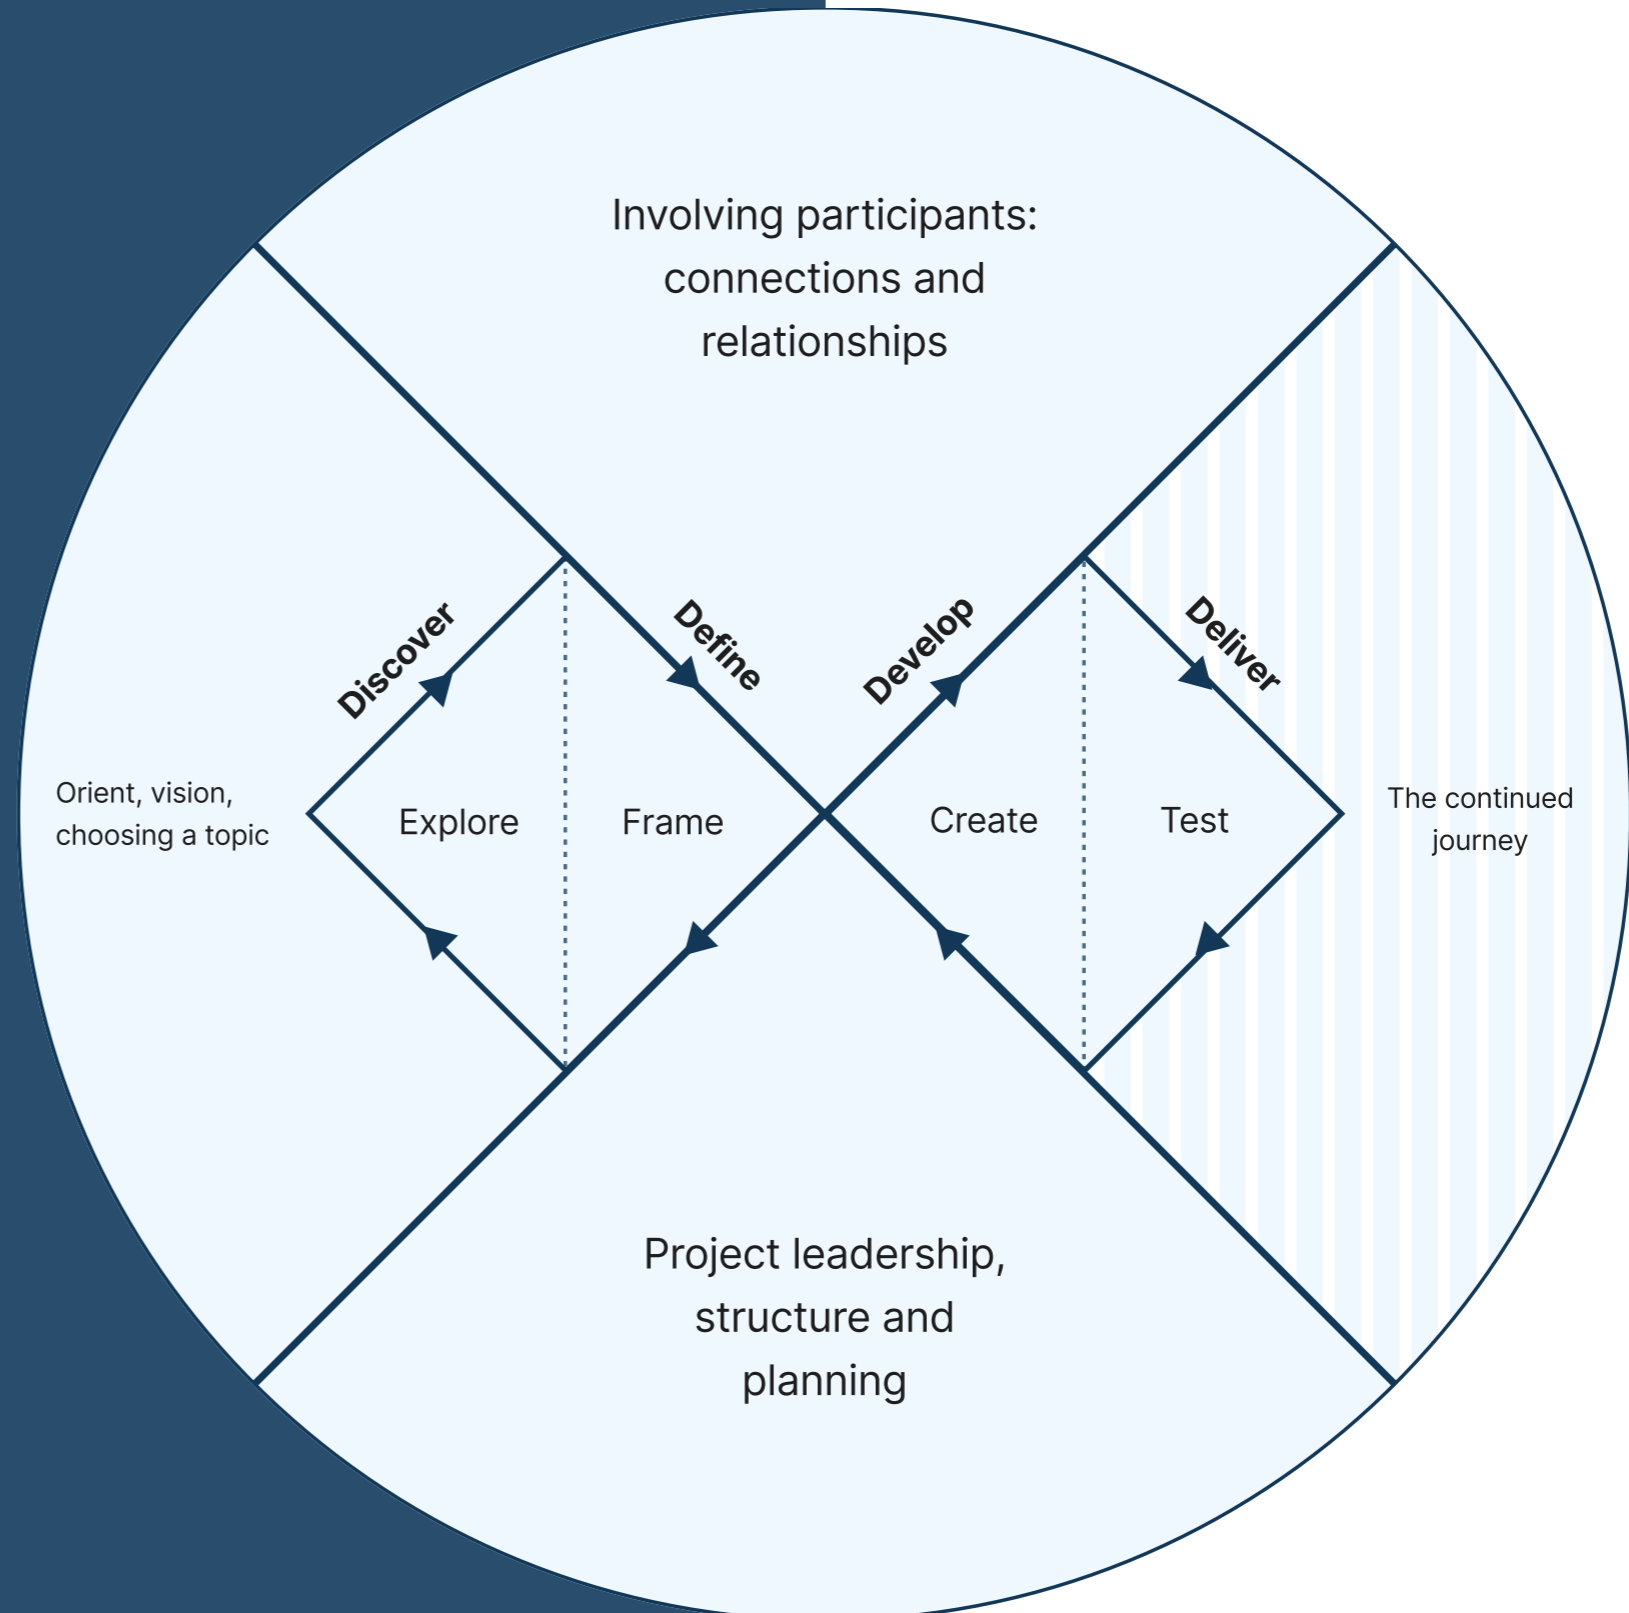 Involving participants:
connections and
relationships
Discover
Define
Develop
Deliver
Orient, vision,
choosing a topic
Explore
Frame
Create
Test
The continued
journey
Project leadership,
structure and
planning